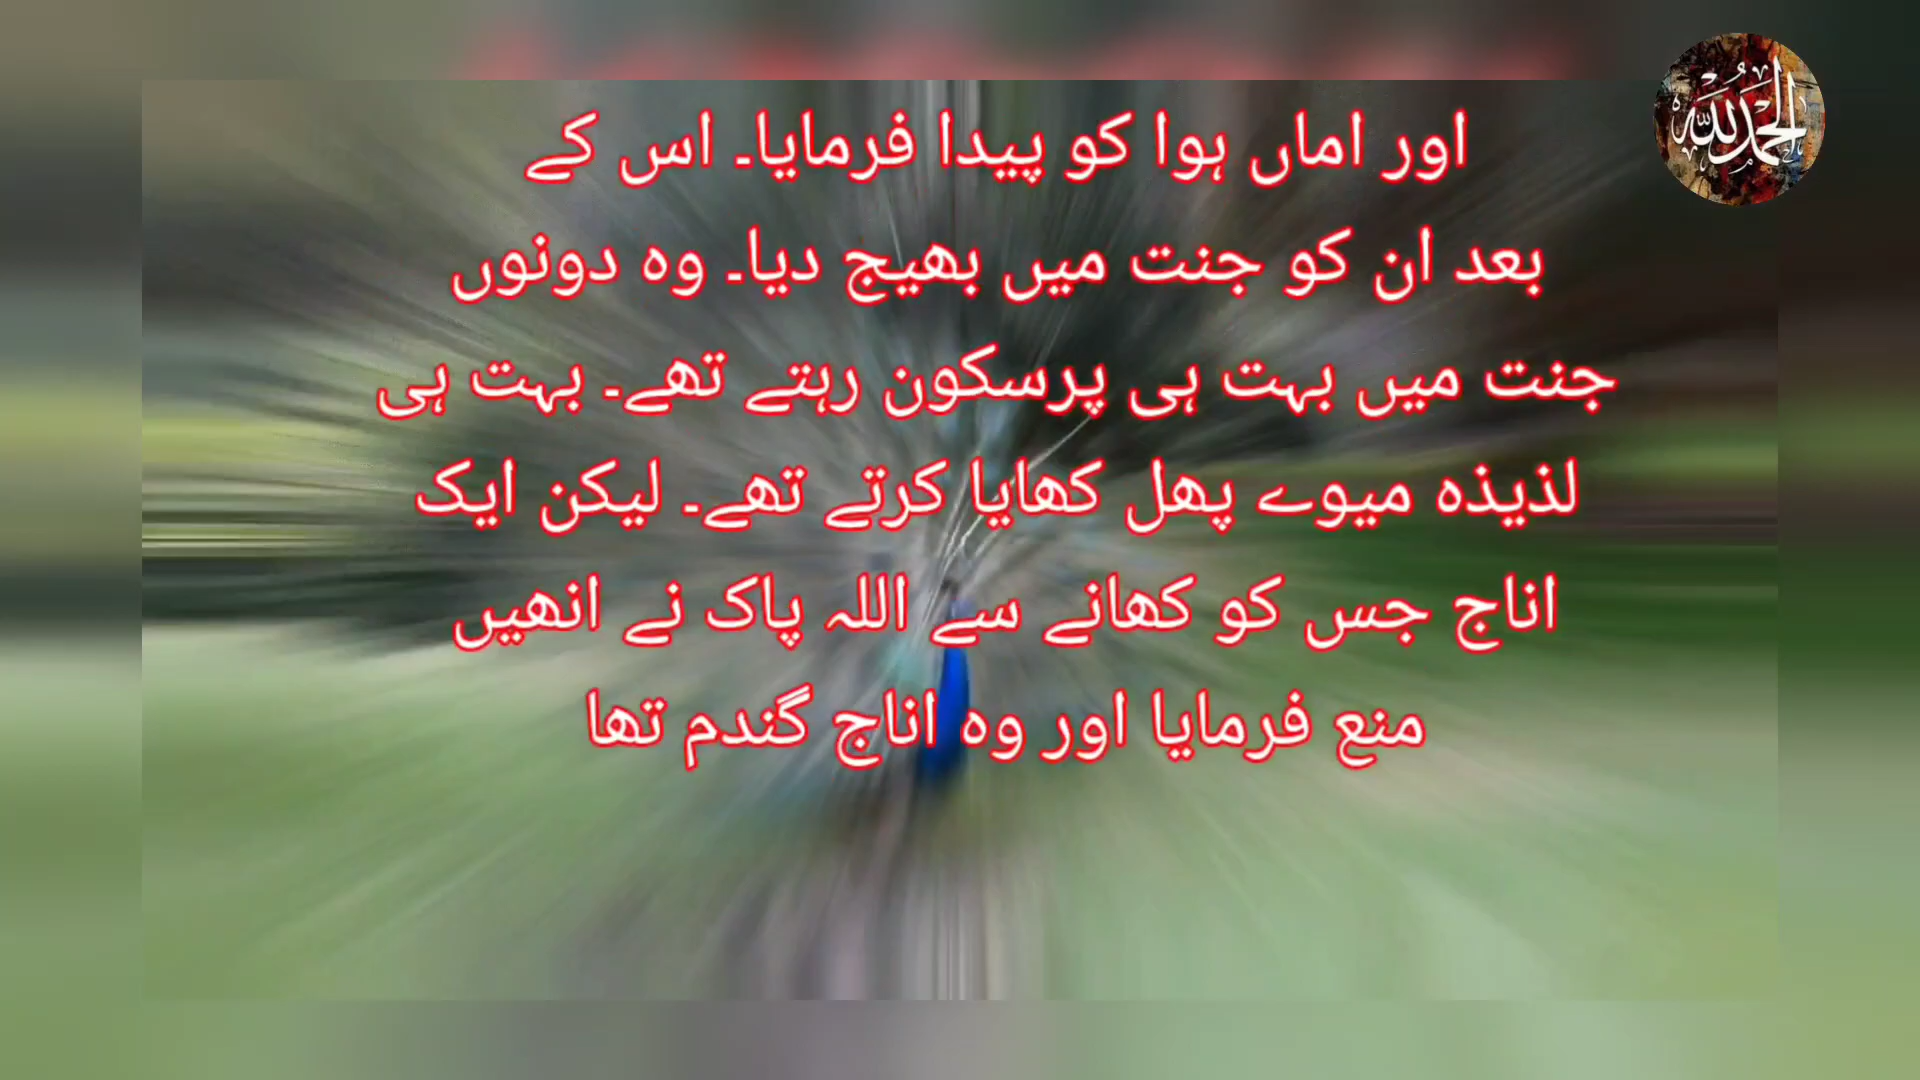 الحمدللہ
اور اماں ہوا کو پیدا فرمایا۔ اس کے
بعد ان کو جنت میں بھیج دیا۔ وہ دونوں
جنت میں بہت ہی پرسکون رہتے تھے۔ بہت ہی
لذیذہ میوے پھل کھایا کرتے تھے۔ لیکن ایک
اناج جس کو کھانے سے اللہ پاک نے انھیں
منع فرمایا اور وہ اناج گندم تھا